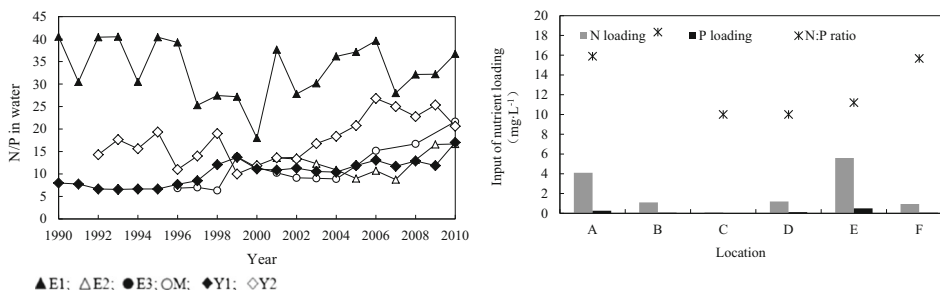 45
40
35
30
25
20
15
10
5
0
N/P in water
1990 1992 1994 1996 1998 2000 2002 2004 2006 2008 2010
Year
▲ E1; △ E2; ● E3; ○ M; ◆ Y1; ◇ Y2
20
18
16
14
12
10
8
6
4
2
0
Input of nutrient loading
(mg·L⁻¹)
N loading P loading N:P ratio
A B C D E F
Location